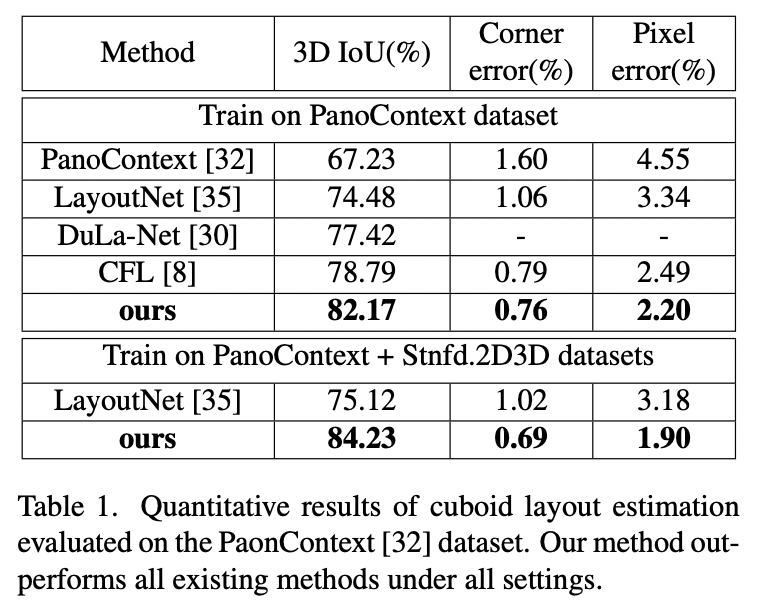 Method 3D IoU(%) Corner error(%) Pixel error(%)
Train on PanoContext dataset
PanoContext [32] 67.23 1.60 4.55
LayoutNet [35] 74.48 1.06 3.34
DuLa-Net [30] 77.42 - -
CFL [8] 78.79 0.79 2.49
ours 82.17 0.76 2.20
Train on PanoContext + Stnfd.2D3D datasets
LayoutNet [35] 75.12 1.02 3.18
ours 84.23 0.69 1.90
Table 1. Quantitative results of cuboid layout estimation
evaluated on the PaonContext [32] dataset. Our method out-
performs all existing methods under all settings.